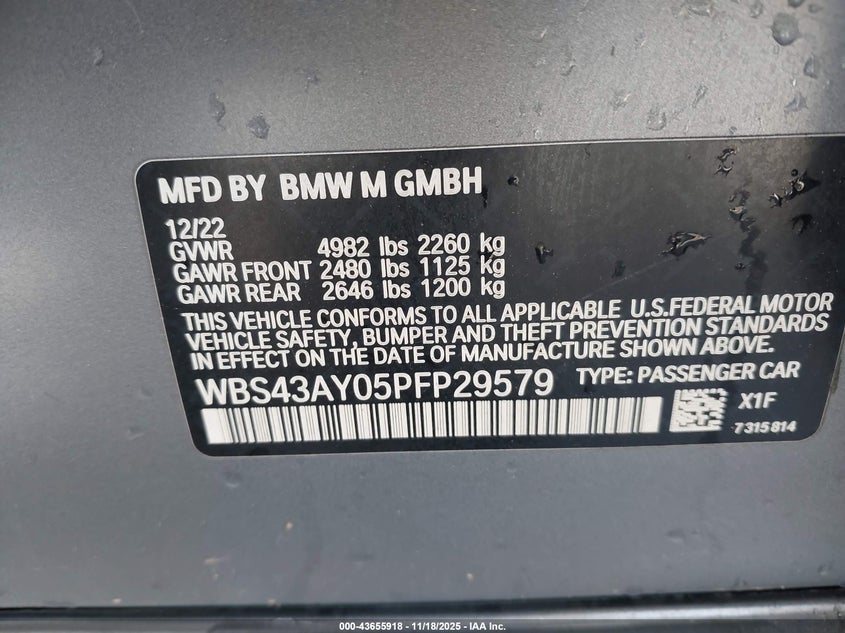 MFD BY BMW M GMBH
12/22
GVWR 4982 lbs 2260 kg
GAWR FRONT 2480 lbs 1125 kg
GAWR REAR 2646 lbs 1200 kg
THIS VEHICLE CONFORMS TO ALL APPLICABLE U.S.FEDERAL MOTOR
VEHICLE SAFETY, BUMPER AND THEFT PREVENTION STANDARDS
IN EFFECT ON THE DATE OF MANUFACTURE SHOWN ABOVE.
WBS43AY05PFP29579 TYPE: PASSENGER CAR
X1F
7315814
000-43655918 - 11/18/2025 - IAA Inc.